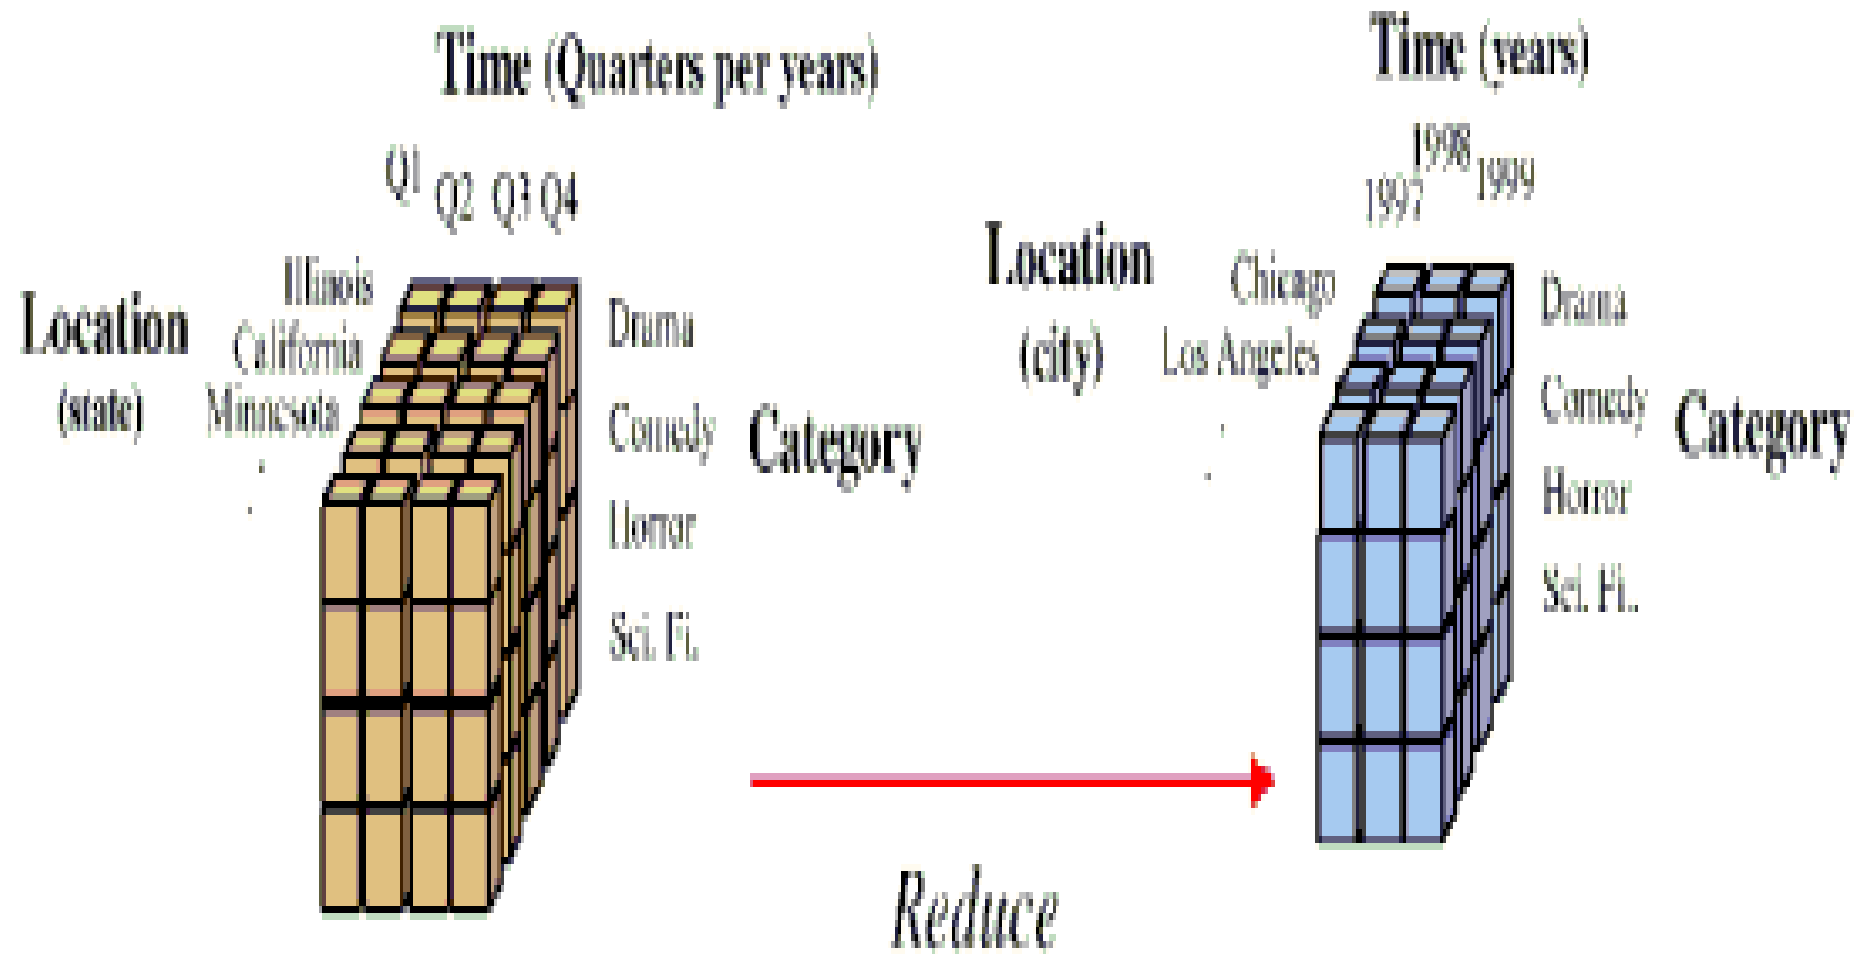 Time (Quarters per years)
Q1 Q2 Q3 Q4
Location
(state)
Illinois
California
Minnesota
Drama
Comedy
Horror
Sci. Fi.
Category
Reduce
Time (years)
1997 1998 1999
Location
(city)
Chicago
Los Angeles
Drama
Comedy
Horror
Sci. Fi..
Category